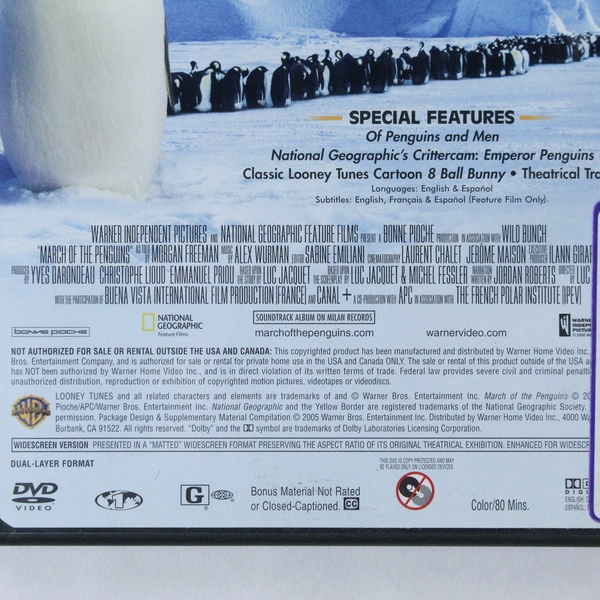 SPECIAL FEATURES
Of Penguins and Men
National Geographic's Crittercam: Emperor Penguins
Classic Looney Tunes Cartoon 8 Ball Bunny • Theatrical Tra
Languages: English & Español
Subtitles: English, Français & Español (Feature Film Only).
WARNER INDEPENDENT PICTURES AND NATIONAL GEOGRAPHIC FEATURE FILMS PRESENT A BONNE PIOCHE PRODUCTION IN ASSOCIATION WITH WILD BUNCH
"MARCH OF THE PENGUINS" AS TOLD BY MORGAN FREEMAN MUSIC BY ALEX WURMAN EDITOR SABINE EMILIANI CINEMATOGRAPHY LAURENT CHALET JÉRÔME MAISON EXECUTIVE PRODUCER ILANN GIRAR
PRODUCED BY YVES DARONDEAU CHRISTOPHE LIOUD EMMANUEL PRIOU BASED UPON THE STORY BY LUC JACQUET BASED UPON THE SCREENPLAY BY LUC JACQUET & MICHEL FESSLER NARRATION WRITTEN BY JORDAN ROBERTS DIRECTED BY LUC
WITH THE PARTICIPATION OF BUENA VISTA INTERNATIONAL FILM PRODUCTION (FRANCE) AND CANAL+ A CO-PRODUCTION WITH APC IN ASSOCIATION WITH THE FRENCH POLAR INSTITUTE (IPEV)
bonne pioche
NATIONAL GEOGRAPHIC
Feature Films
SOUNDTRACK ALBUM ON MILAN RECORDS
marchofthepenguins.com
warnervideo.com
WARNE
INDEP
PICTUR
NOT AUTHORIZED FOR SALE OR RENTAL OUTSIDE THE USA AND CANADA: This copyrighted product has been manufactured and distributed by Warner Home Video Inc.
Bros. Entertainment Company, and is authorized for sale or rental for private home use in the USA and Canada ONLY. The sale or rental of this product outside of the USA a
has NOT been authorized by Warner Home Video Inc., and is in direct violation of its written terms of trade. Federal law provides severe civil and criminal penaltie
unauthorized distribution, reproduction or exhibition of copyrighted motion pictures, videotapes or videodiscs.
WB
LOONEY TUNES and all related characters and elements are trademarks of and © Warner Bros. Entertainment Inc. March of the Penguins © 20
Pioche/APC/Warner Bros. Entertainment Inc. National Geographic and the Yellow Border are registered trademarks of the National Geographic Society.
permission. Package Design & Supplementary Material Compilation © 2005 Warner Bros. Entertainment Inc. Distributed by Warner Home Video Inc., 4000 Wa
Burbank, CA 91522. All rights reserved. "Dolby" and the DD symbol are trademarks of Dolby Laboratories Licensing Corporation.
WIDESCREEN VERSION PRESENTED IN A "MATTED" WIDESCREEN FORMAT PRESERVING THE ASPECT RATIO OF ITS ORIGINAL THEATRICAL EXHIBITION. ENHANCED FOR WIDESCR
DUAL-LAYER FORMAT
THIS DVD IS COPY PROTECTED AND MAY
BE PLAYED ONLY ON LICENSED DEVICES.
DVD
VIDEO
1
G
Bonus Material Not Rated
or Closed-Captioned. CC
Color/80 Mins.
DO
DIGI
ENGLISH:
ESPAÑOL: